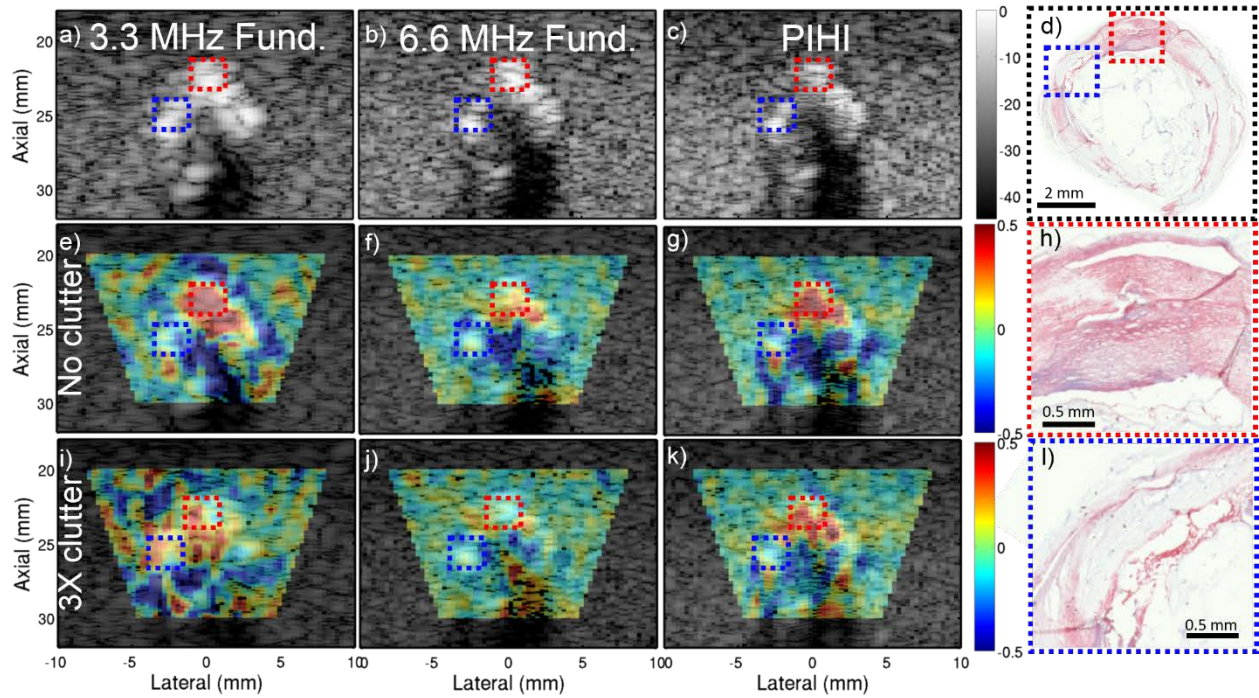 a) 3.3 MHz Fund.
b) 6.6 MHz Fund.
c) PIHI
d)
Axial (mm)
20
25
30
0
-10
-20
-30
-40
2 mm
No clutter
e)
f)
g)
h)
Axial (mm)
20
25
30
0.5
0
-0.5
0.5 mm
3X clutter
i)
j)
k)
l)
Axial (mm)
20
25
30
0.5
0
-0.5
0.5 mm
-10 -5 0 5 10
-5 0 5 10
-5 0 5 10
Lateral (mm)
Lateral (mm)
Lateral (mm)